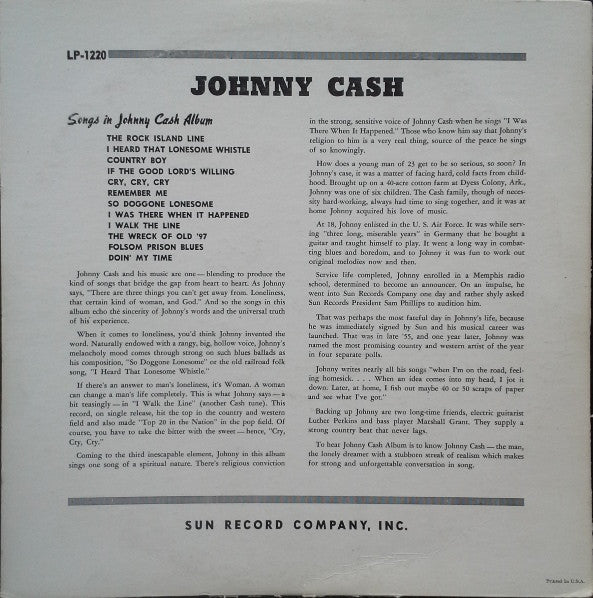 LP-1220
JOHNNY CASH
Songs in Johnny Cash Album
THE ROCK ISLAND LINE
I HEARD THAT LONESOME WHISTLE
COUNTRY BOY
IF THE GOOD LORD'S WILLING
CRY, CRY, CRY
REMEMBER ME
SO DOGGONE LONESOME
I WAS THERE WHEN IT HAPPENED
I WALK THE LINE
THE WRECK OF OLD '97
FOLSOM PRISON BLUES
DOIN' MY TIME
Johnny Cash and his music are one — blending to produce the
kind of songs that bridge the gap from heart to heart. As Johnny
says, "There are three things you can't get away from. Loneliness,
that certain kind of woman, and God." And so the songs in this
album echo the sincerity of Johnny's words and the universal truth
of his experience.
When it comes to loneliness, you'd think Johnny invented the
word. Naturally endowed with a rangy, big, hollow voice, Johnny's
melancholy mood comes through strong on such blues ballads as
his composition, "So Doggone Lonesome" or the old railroad folk
song, "I Heard That Lonesome Whistle."
If there's an answer to man's loneliness, it's Woman. A woman
can change a man's life completely. This is what Johnny says — a
bit teasingly — in "I Walk the Line" (another Cash tune). This
record, on single release, hit the top in the country and western
field and also made "Top 20 in the Nation" in the pop field. Of
course, you have to take the bitter with the sweet — hence, "Cry,
Cry, Cry."
Coming to the third inescapable element, Johnny in this album
sings one song of a spiritual nature. There's religious conviction
in the strong, sensitive voice of Johnny Cash when he sings "I Was
There When It Happened." Those who know him say that Johnny's
religion to him is a very real thing, source of the peace he sings
of so knowingly.
How does a young man of 23 get to be so serious, so soon? In
Johnny's case, it was a matter of facing hard, cold facts from child-
hood. Brought up on a 40-acre cotton farm at Dyess Colony, Ark.,
Johnny was one of six children. The Cash family, though of neces-
sity hard-working, always had time to sing together, and it was at
home Johnny acquired his love of music.
At 18, Johnny enlisted in the U. S. Air Force. It was while serv-
ing "three long, miserable years" in Germany that he bought a
guitar and taught himself to play. It went a long way in combat-
ting blues and boredom, and to Johnny it was fun to work out
original melodies now and then.
Service life completed, Johnny enrolled in a Memphis radio
school, determined to become an announcer. On an impulse, he
went into Sun Records Company one day and rather shyly asked
Sun Records President Sam Phillips to audition him.
That was perhaps the most fateful day in Johnny's life, because
he was immediately signed by Sun and his musical career was
launched. That was in late '55, and one year later, Johnny was
named the most promising country and western artist of the year
in four separate polls.
Johnny writes nearly all his songs "when I'm on the road, feel-
ing homesick. . . . When an idea comes into my head, I jot it
down. Later, at home, I fish out maybe 40 or 50 scraps of paper
and see what I've got."
Backing up Johnny are two long-time friends, electric guitarist
Luther Perkins and bass player Marshall Grant. They supply a
strong country beat that never lags.
To hear Johnny Cash Album is to know Johnny Cash — the man,
the lonely dreamer with a stubborn streak of realism which makes
for strong and unforgettable conversation in song.
SUN RECORD COMPANY, INC.
Printed in U.S.A.